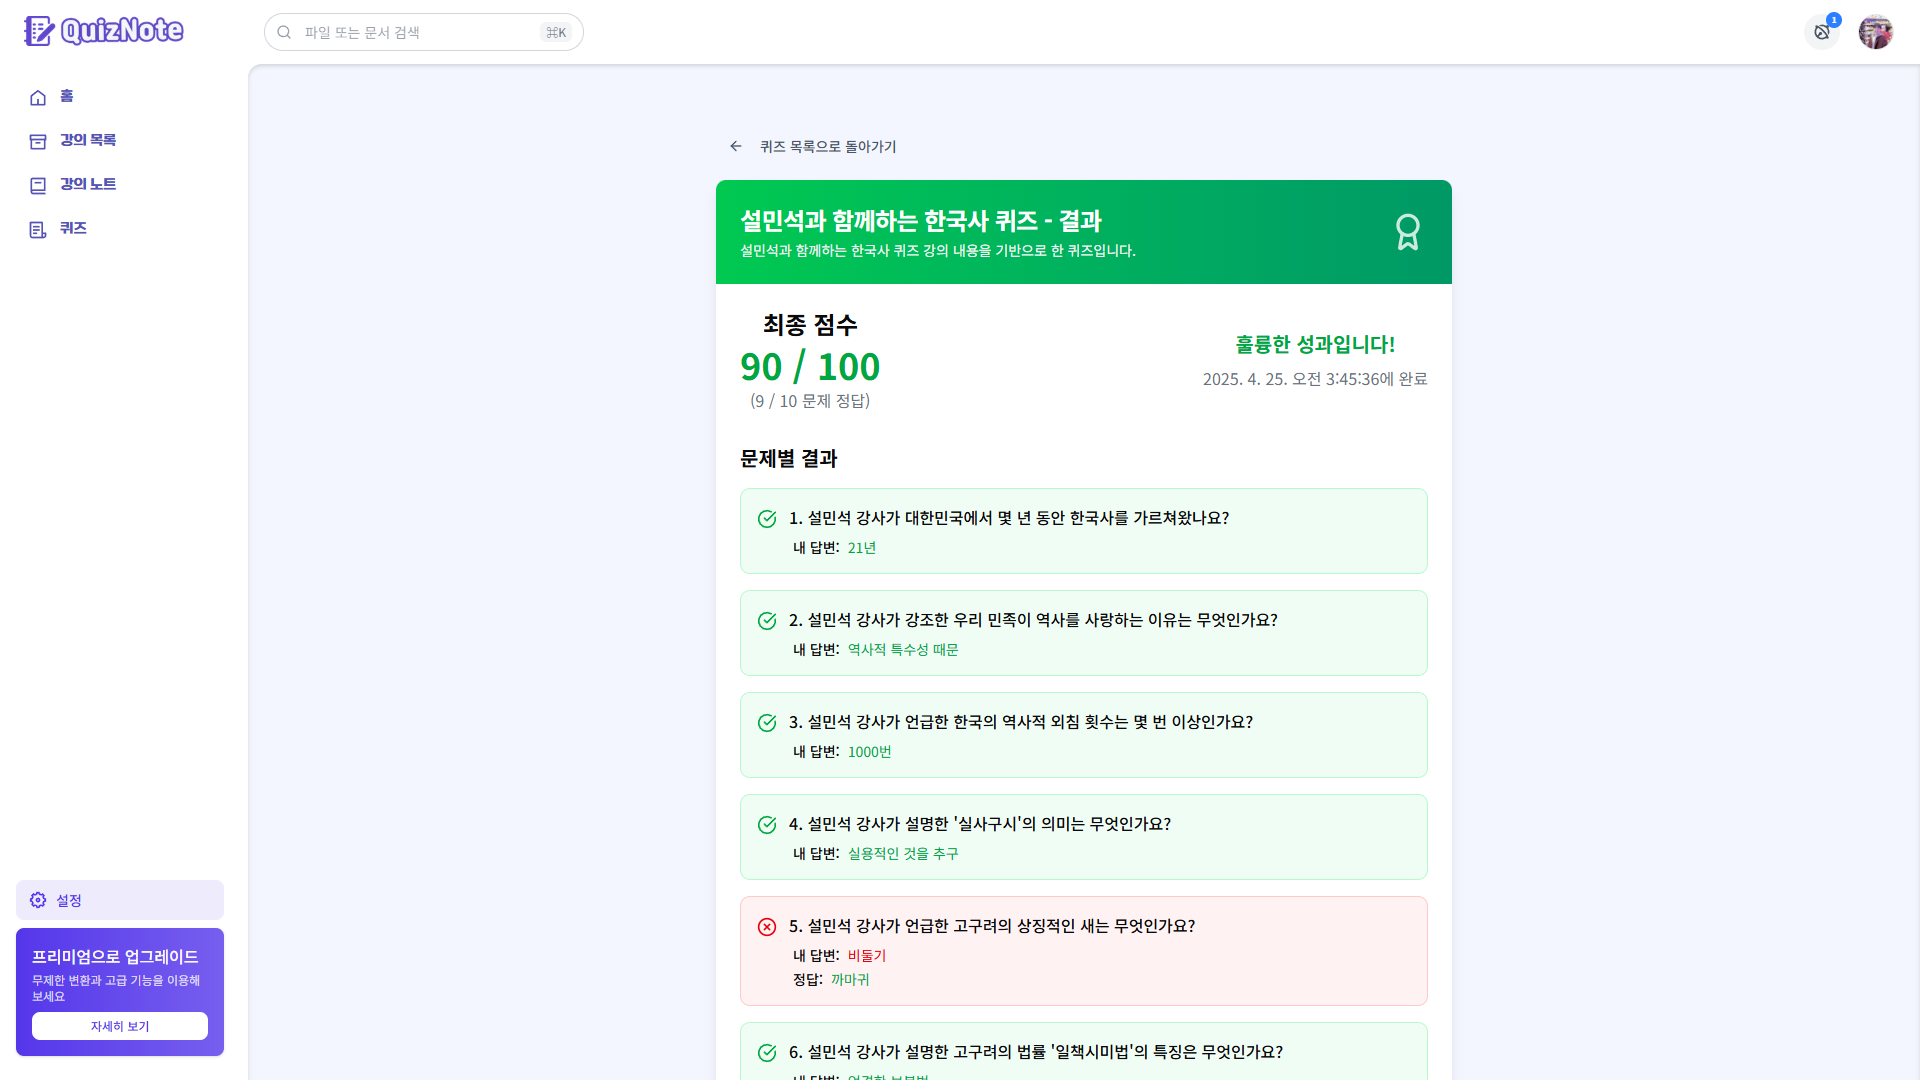 QuizNote
파일 또는 문서 검색
⌘K
1
홈
강의 목록
강의 노트
퀴즈
퀴즈 목록으로 돌아가기
설민석과 함께하는 한국사 퀴즈 - 결과
설민석과 함께하는 한국사 퀴즈 강의 내용을 기반으로 한 퀴즈입니다.
최종 점수
90 / 100
(9 / 10 문제 정답)
훌륭한 성과입니다!
2025. 4. 25. 오전 3:45:36에 완료
문제별 결과
1. 설민석 강사가 대한민국에서 몇 년 동안 한국사를 가르쳐왔나요?
내 답변: 21년
2. 설민석 강사가 강조한 우리 민족이 역사를 사랑하는 이유는 무엇인가요?
내 답변: 역사적 특수성 때문
3. 설민석 강사가 언급한 한국의 역사적 외침 횟수는 몇 번 이상인가요?
내 답변: 1000번
4. 설민석 강사가 설명한 '실사구시'의 의미는 무엇인가요?
내 답변: 실용적인 것을 추구
5. 설민석 강사가 언급한 고구려의 상징적인 새는 무엇인가요?
내 답변: 비둘기
정답: 까마귀
6. 설민석 강사가 설명한 고구려의 법률 '일책시미법'의 특징은 무엇인가요?
내 답변:
설정
프리미엄으로 업그레이드
무제한 변환과 고급 기능을 이용해
보세요
자세히 보기